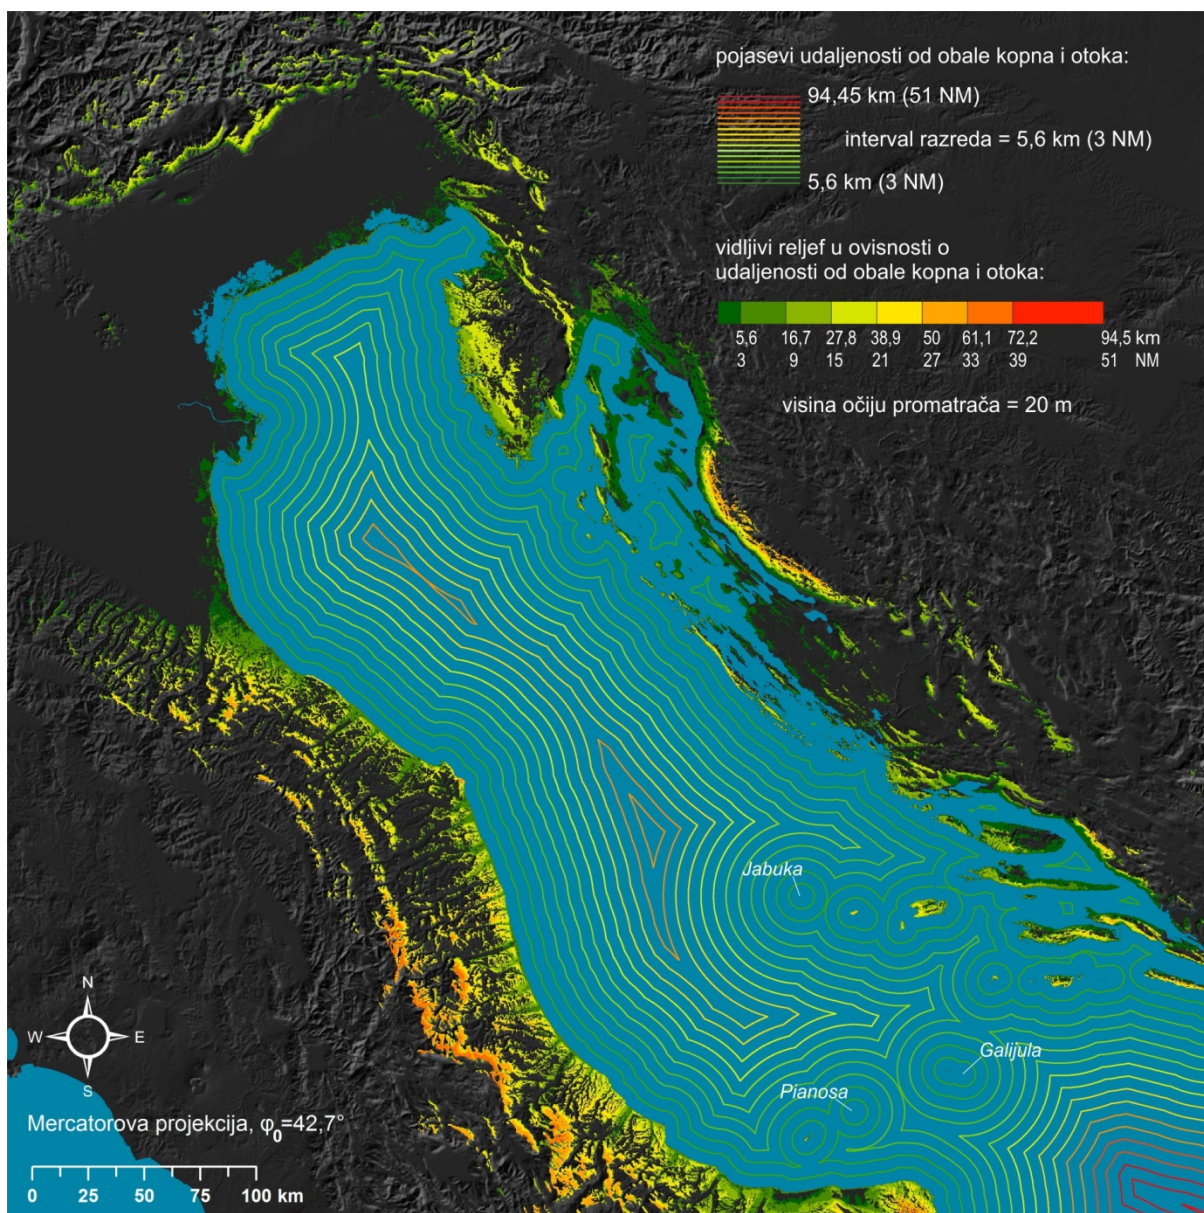 pojasevi udaljenosti od obale kopna i otoka:
94,45 km (51 NM)
interval razreda = 5,6 km (3 NM)
5,6 km (3 NM)
vidljivi reljef u ovisnosti o
udaljenosti od obale kopna i otoka:
5,6 16,7 27,8 38,9 50 61,1 72,2 94,5 km
3 9 15 21 27 33 39 51 NM
visina očiju promatrača = 20 m
Jabuka
Galijula
Pianosa
N
W E
S
Mercatorova projekcija, φ0=42,7°
0 25 50 75 100 km